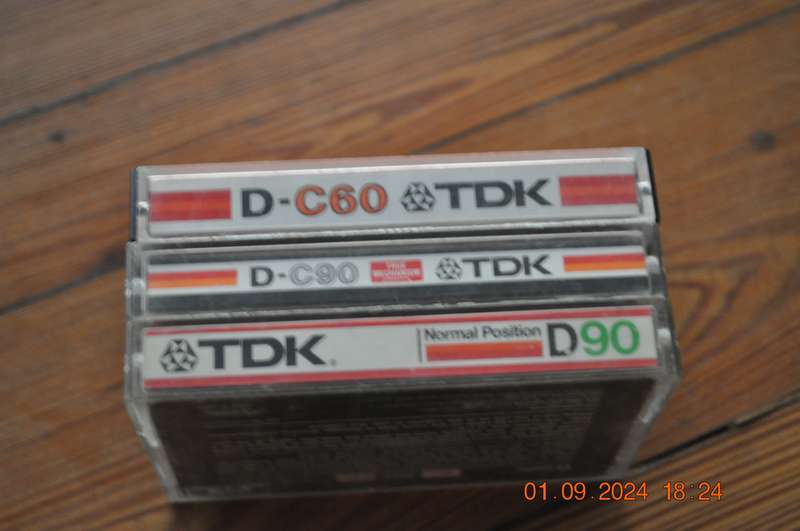 D-C60 TDK
D-C90 TDK
TDK. Normal Position D90
01.09.2024 18:24